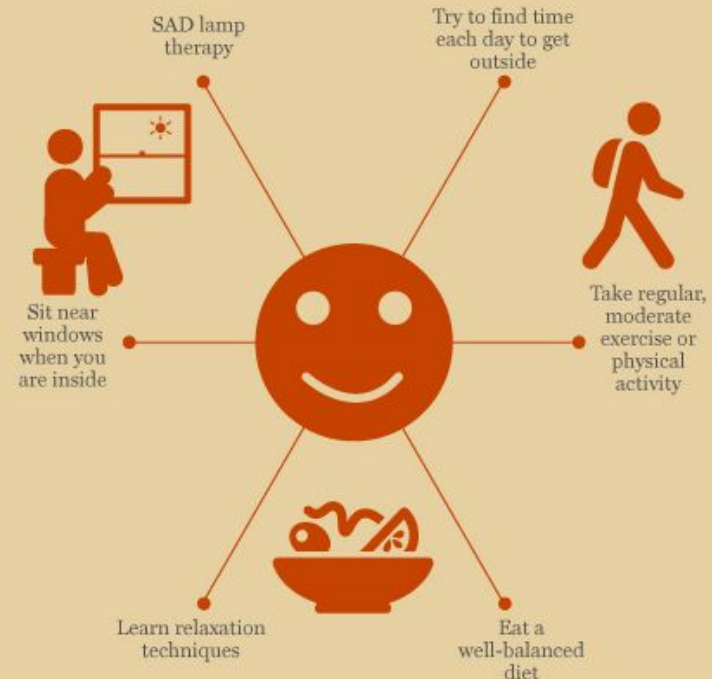 SAD lamp
therapy
Try to find time
each day to get
outside
Sit near
windows
when you
are inside
Take regular,
moderate
exercise or
physical
activity
Learn relaxation
techniques
Eat a
well-balanced
diet